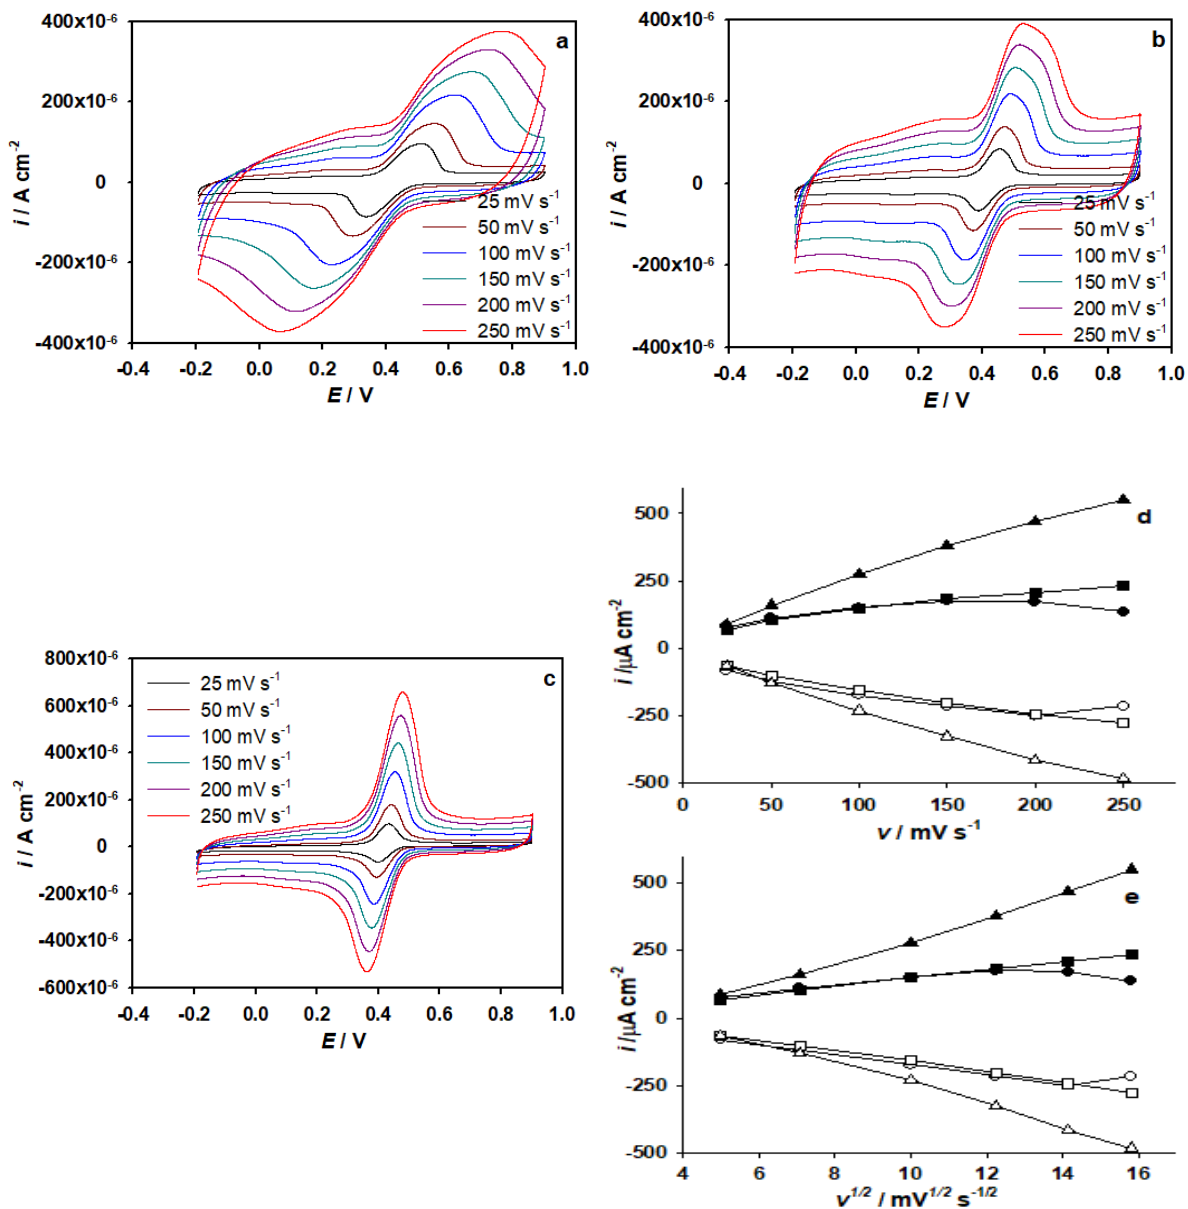 a
400x10⁻⁶
200x10⁻⁶
0
-200x10⁻⁶
-400x10⁻⁶
i / A cm⁻²
25 mV s⁻¹
50 mV s⁻¹
100 mV s⁻¹
150 mV s⁻¹
200 mV s⁻¹
250 mV s⁻¹
-0.4 -0.2 0.0 0.2 0.4 0.6 0.8 1.0
E / V
b
400x10⁻⁶
200x10⁻⁶
0
-200x10⁻⁶
-400x10⁻⁶
i / A cm⁻²
25 mV s⁻¹
50 mV s⁻¹
100 mV s⁻¹
150 mV s⁻¹
200 mV s⁻¹
250 mV s⁻¹
-0.4 -0.2 0.0 0.2 0.4 0.6 0.8 1.0
E / V
c
800x10⁻⁶
600x10⁻⁶
400x10⁻⁶
200x10⁻⁶
0
-200x10⁻⁶
-400x10⁻⁶
-600x10⁻⁶
i / A cm⁻²
25 mV s⁻¹
50 mV s⁻¹
100 mV s⁻¹
150 mV s⁻¹
200 mV s⁻¹
250 mV s⁻¹
-0.4 -0.2 0.0 0.2 0.4 0.6 0.8 1.0
E / V
d
500
250
0
-250
-500
i /µA cm⁻²
0 50 100 150 200 250
v / mV s⁻¹
e
500
250
0
-250
-500
i /µA cm⁻²
4 6 8 10 12 14 16
v¹ᐟ² / mV¹ᐟ² s⁻¹ᐟ²